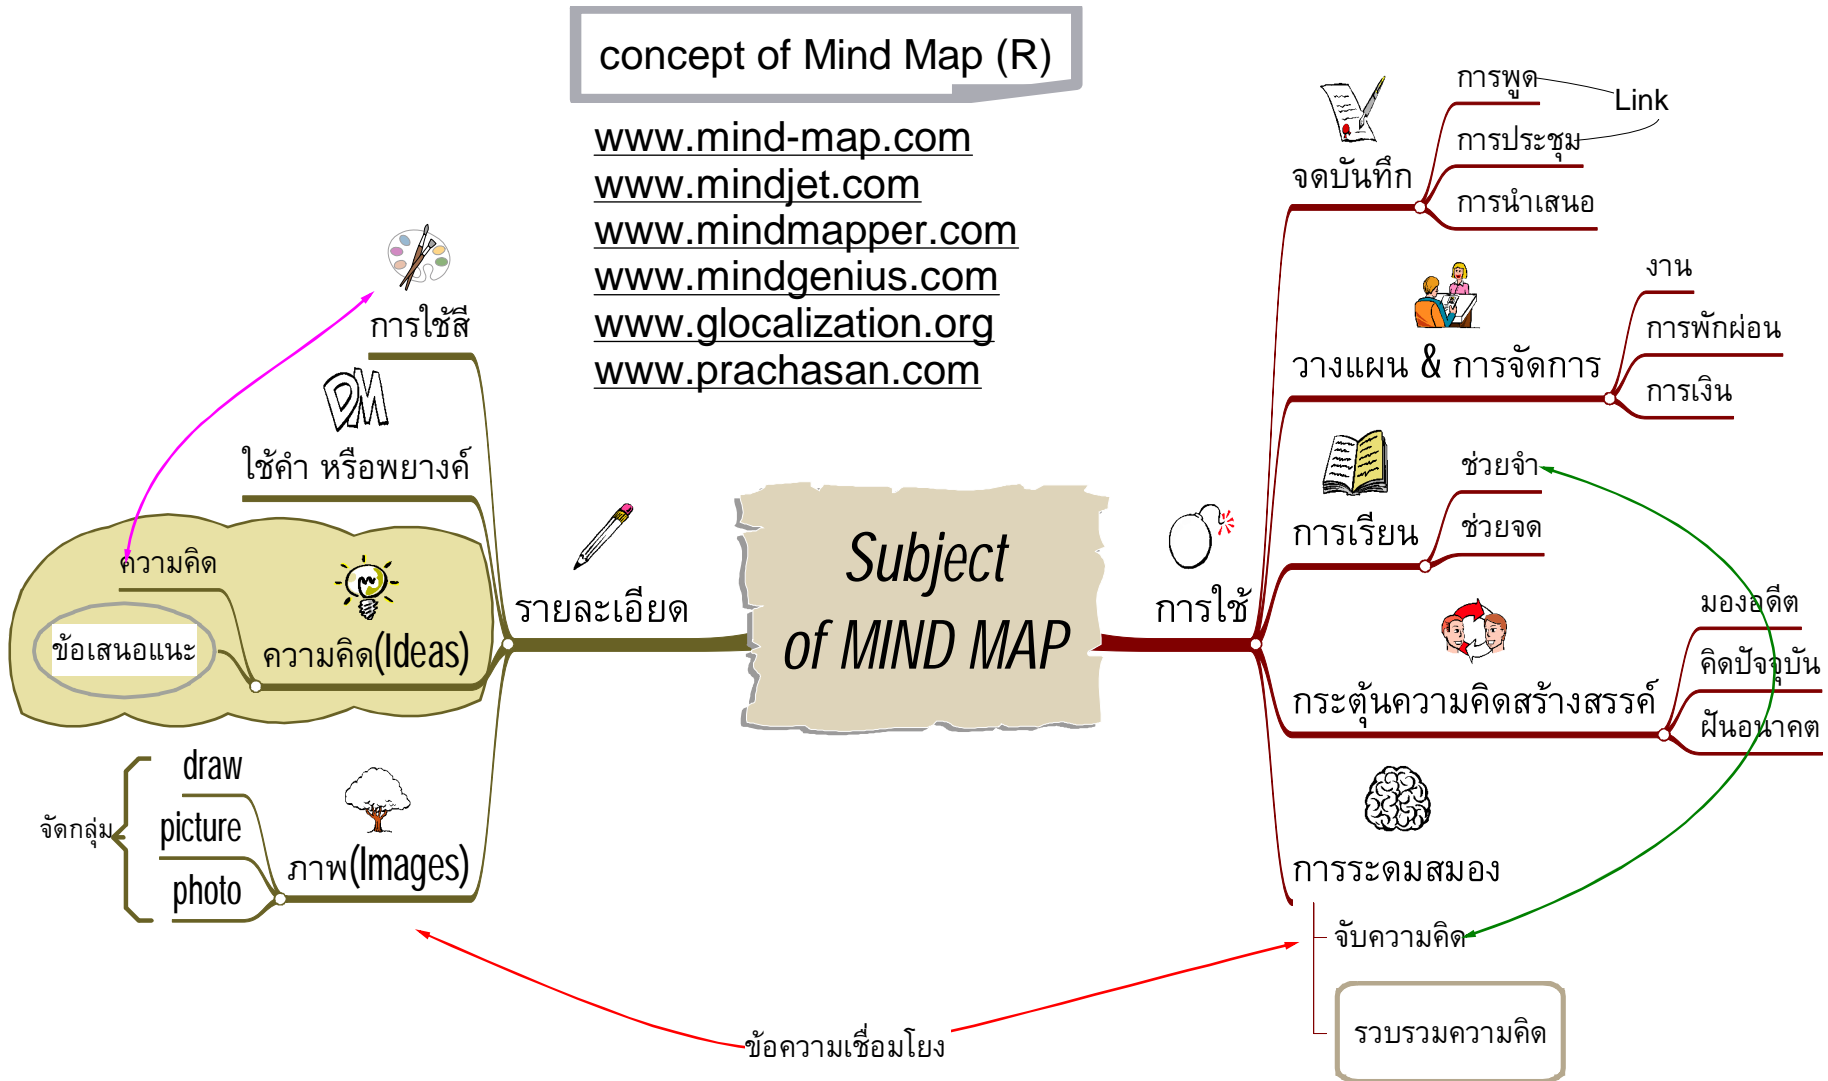 concept of Mind Map (R)
www.mind-map.com
www.mindjet.com
www.mindmapper.com
www.mindgenius.com
www.glocalization.org
www.prachasan.com
Subject
of MIND MAP
การใช้
จดบันทึก
การพูด
การประชุม
การนำเสนอ
Link
วางแผน & การจัดการ
งาน
การพักผ่อน
การเงิน
การเรียน
ช่วยจำ
ช่วยจด
กระตุ้นความคิดสร้างสรรค์
มองอดีต
คิดปัจจุบัน
ฝันอนาคต
การระดมสมอง
จับความคิด
รวบรวมความคิด
รายละเอียด
การใช้สี
DM
ใช้คำ หรือพยางค์
ความคิด(Ideas)
ความคิด
ข้อเสนอแนะ
ภาพ(Images)
draw
picture
photo
จัดกลุ่ม
ข้อความเชื่อมโยง